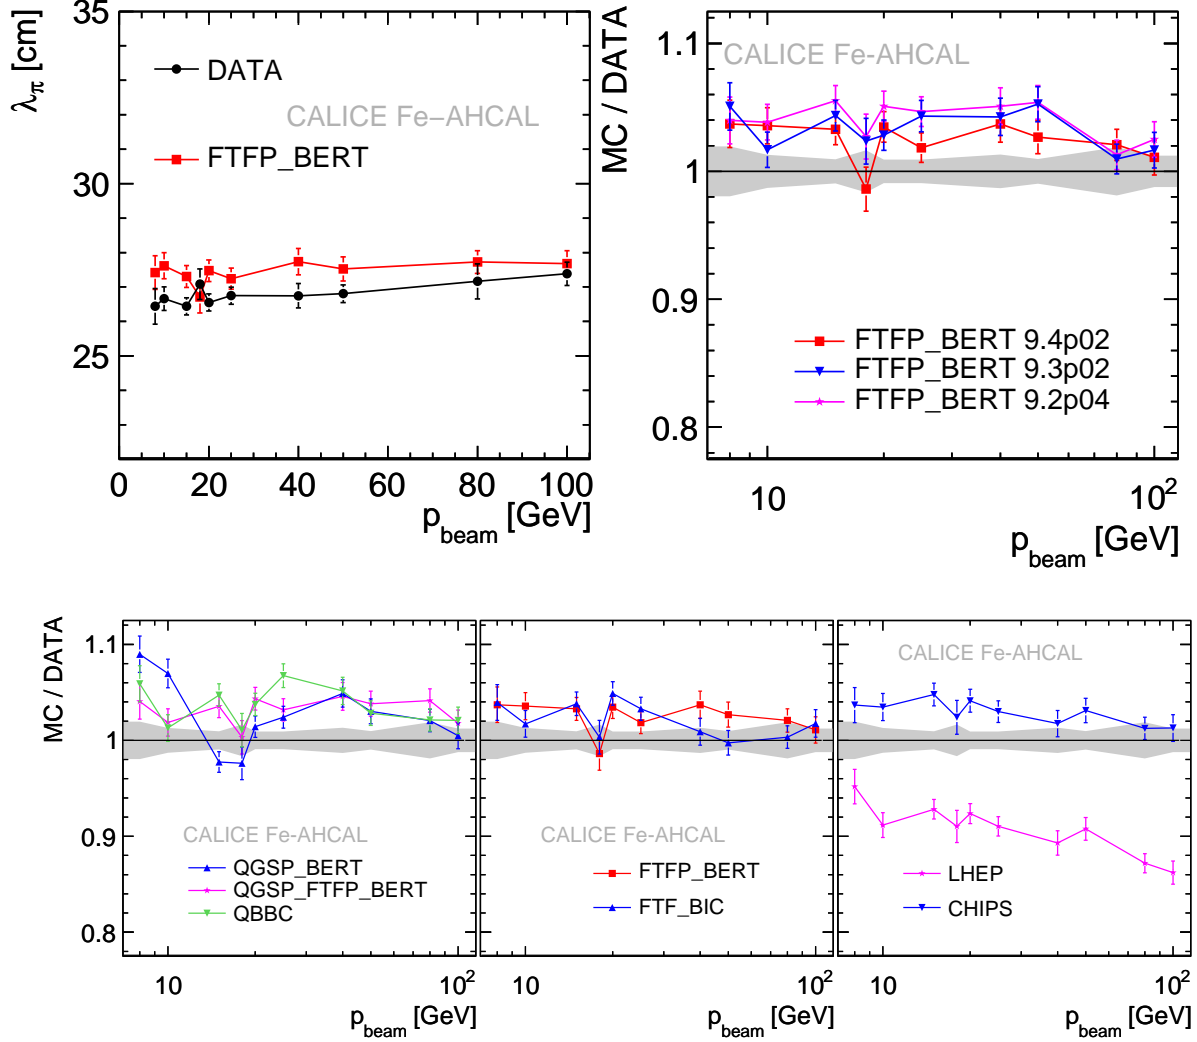 λπ [cm]
35
30
25
DATA
CALICE Fe−AHCAL
FTFP_BERT
0 20 40 60 80 100
pbeam [GeV]
MC / DATA
1.1
1
0.9
0.8
CALICE Fe-AHCAL
FTFP_BERT 9.4p02
FTFP_BERT 9.3p02
FTFP_BERT 9.2p04
10 10²
pbeam [GeV]
MC / DATA
1.1
1
0.9
0.8
CALICE Fe-AHCAL
QGSP_BERT
QGSP_FTFP_BERT
QBBC
10 10²
pbeam [GeV]
CALICE Fe-AHCAL
FTFP_BERT
FTF_BIC
10 10²
pbeam [GeV]
CALICE Fe-AHCAL
LHEP
CHIPS
10 10²
pbeam [GeV]